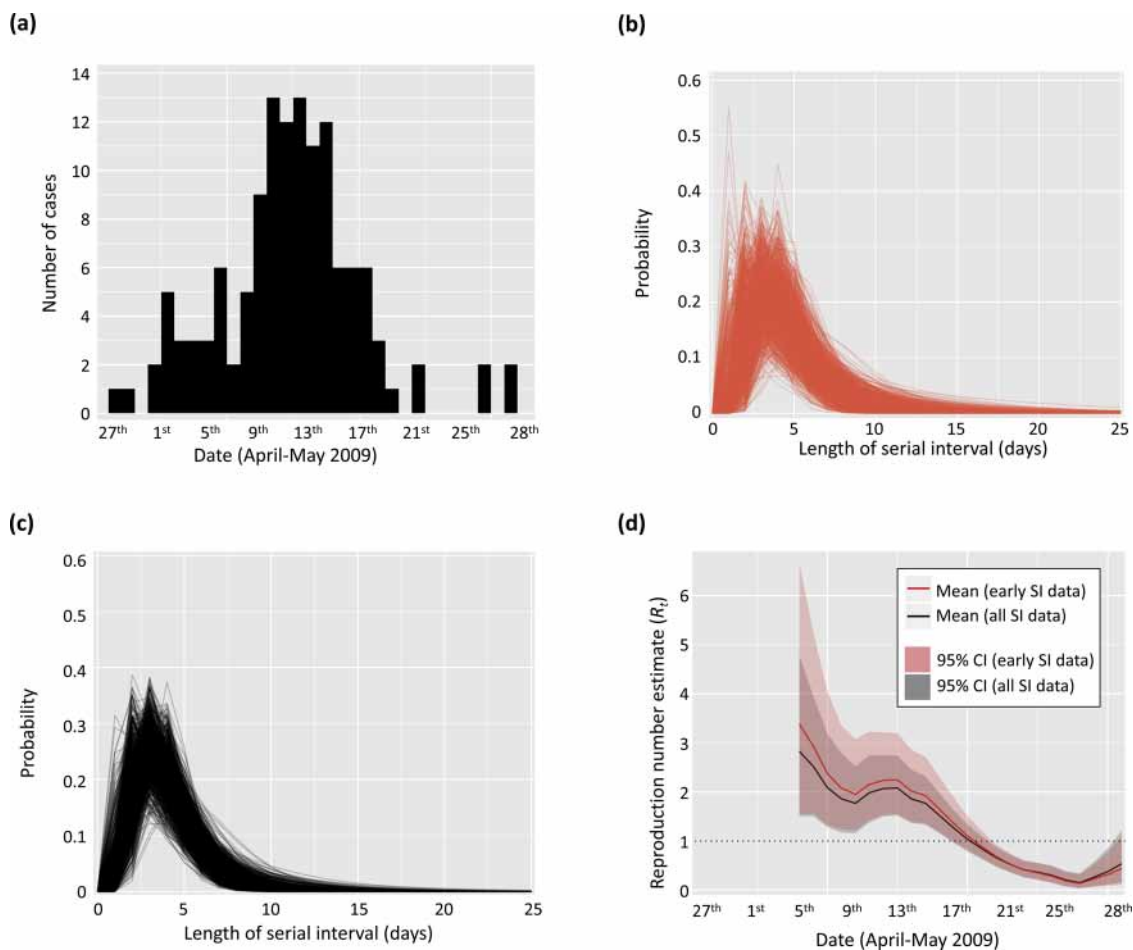 (a)
Number of cases
14
12
10
8
6
4
2
0
27th 1st 5th 9th 13th 17th 21st 25th 28th
Date (April-May 2009)
(b)
Probability
0.6
0.5
0.4
0.3
0.2
0.1
0
0 5 10 15 20 25
Length of serial interval (days)
(c)
Probability
0.6
0.5
0.4
0.3
0.2
0.1
0
0 5 10 15 20 25
Length of serial interval (days)
(d)
Reproduction number estimate (Rt)
6
5
4
3
2
1
0
Mean (early SI data)
Mean (all SI data)
95% CI (early SI data)
95% CI (all SI data)
27th 1st 5th 9th 13th 17th 21st 25th 28th
Date (April-May 2009)